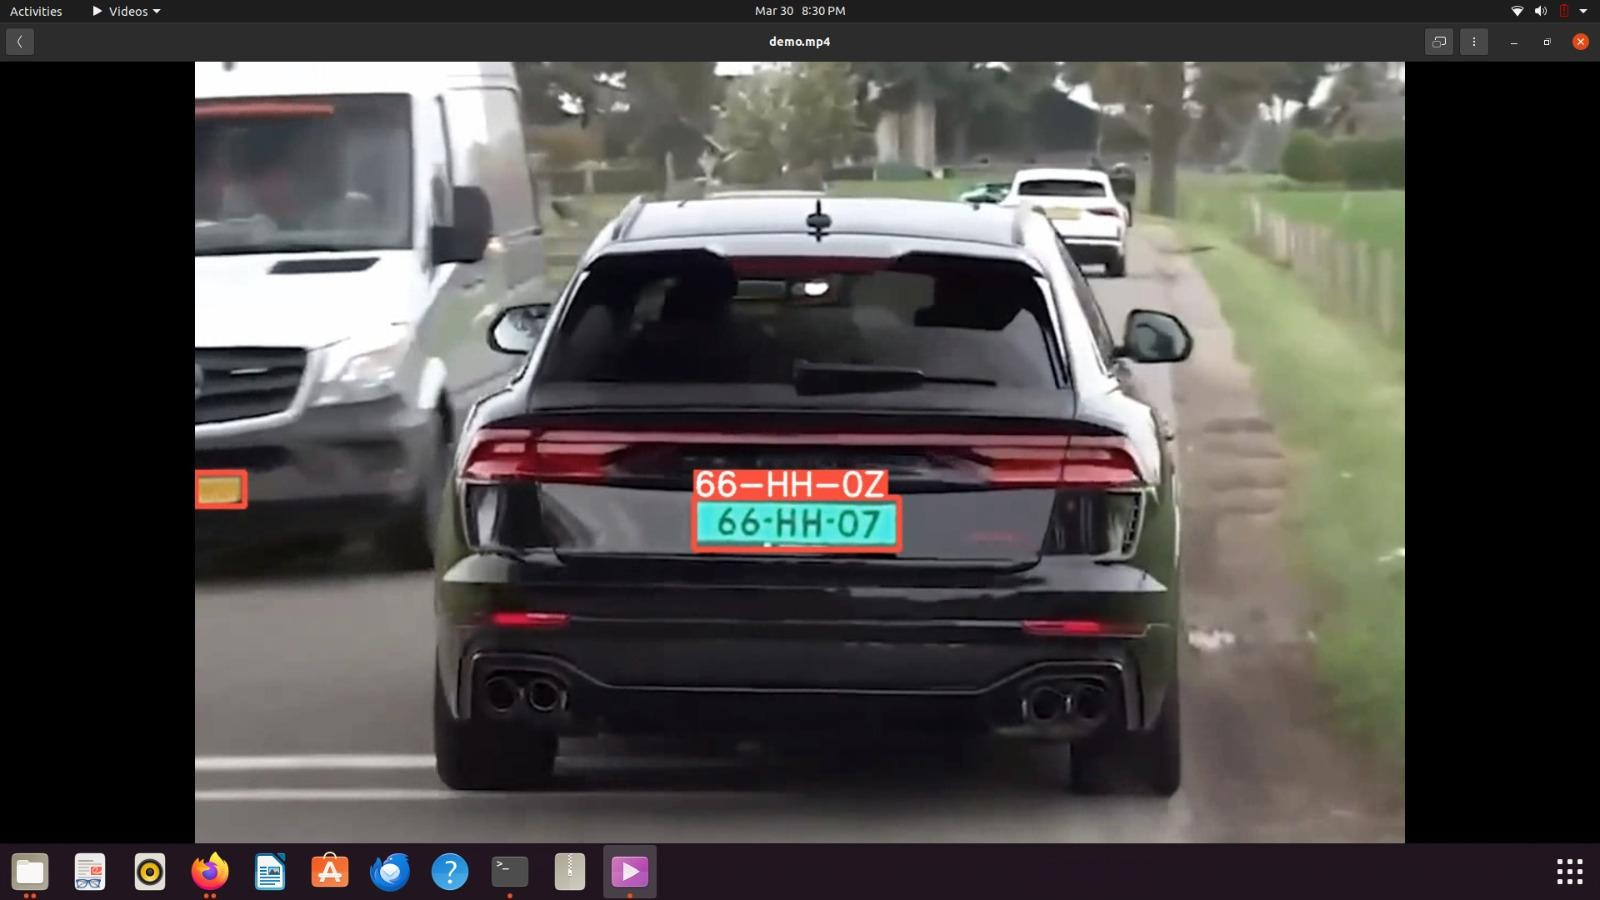 Activities Videos Mar 30 8:30 PM
demo.mp4
66-HH-0Z
66-HH-07